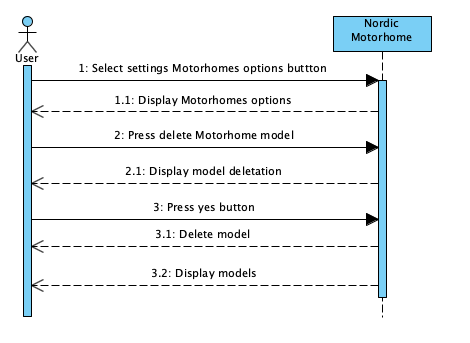 Nordic
Motorhome
User
1: Select settings Motorhomes options buttton
1.1: Display Motorhomes options
2: Press delete Motorhome model
2.1: Display model deletation
3: Press yes button
3.1: Delete model
3.2: Display models